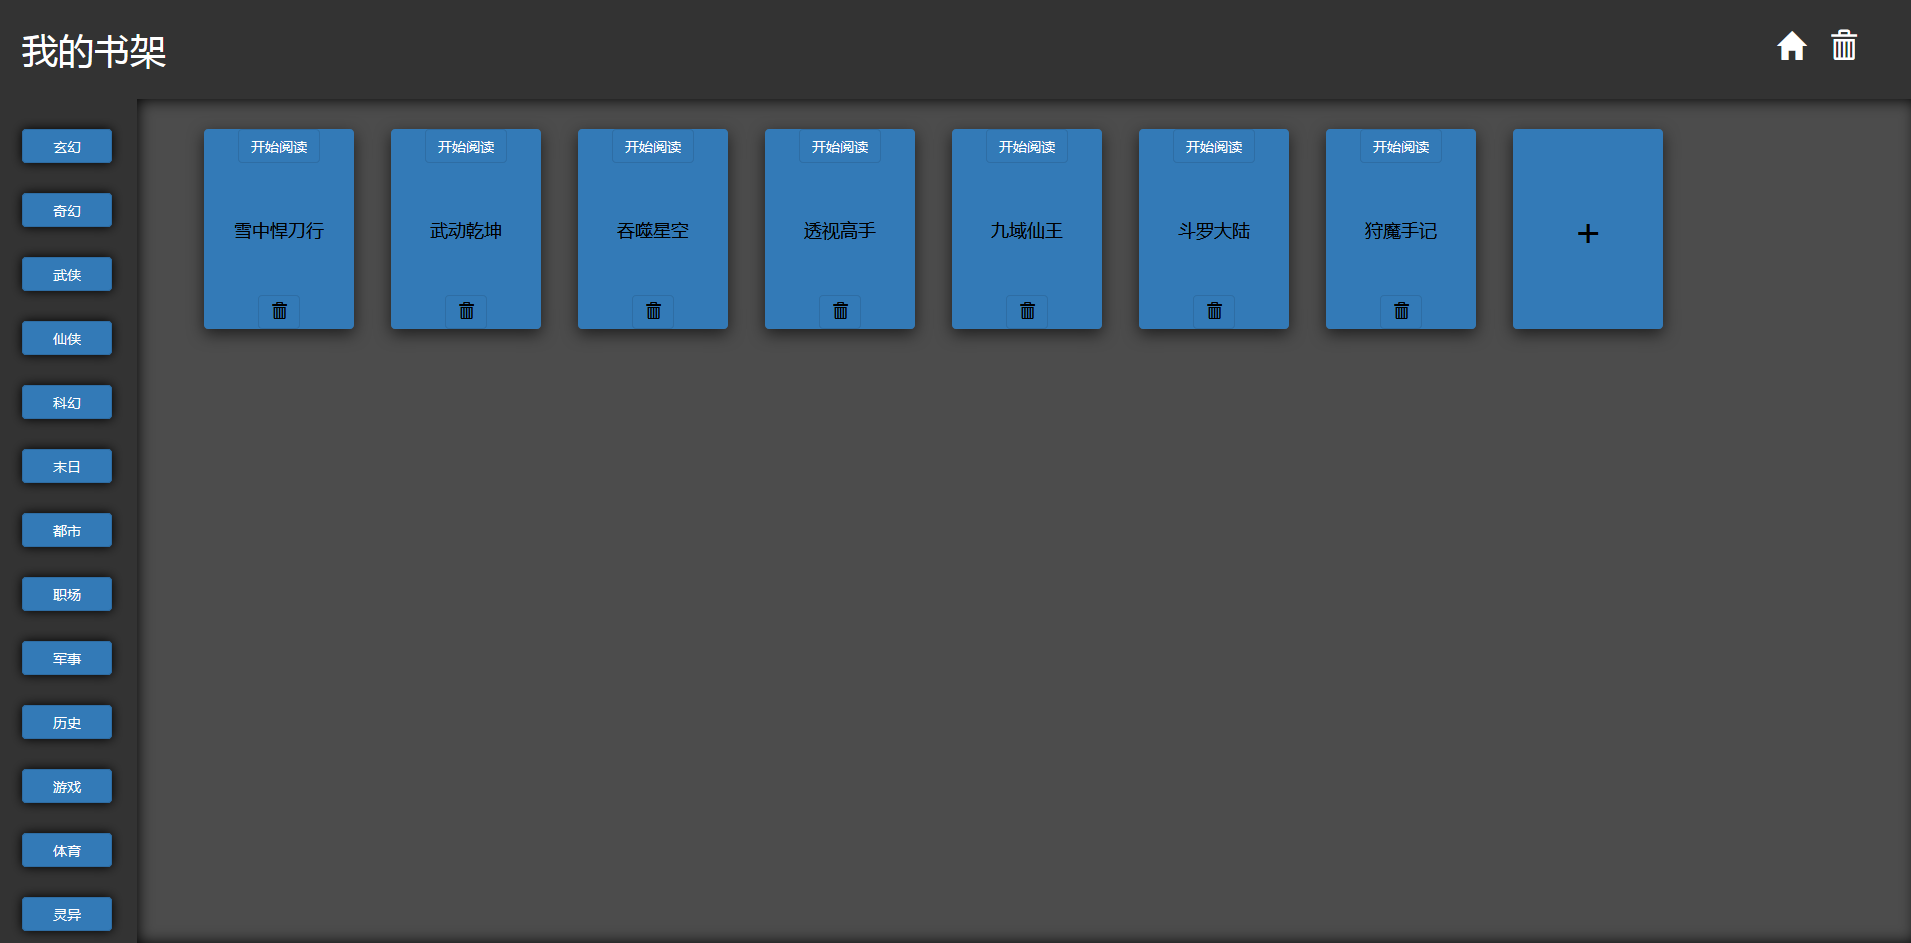 我的书架
玄幻
奇幻
武侠
仙侠
科幻
末日
都市
职场
军事
历史
游戏
体育
灵异
开始阅读
雪中悍刀行
开始阅读
武动乾坤
开始阅读
吞噬星空
开始阅读
透视高手
开始阅读
九域仙王
开始阅读
斗罗大陆
开始阅读
狩魔手记
+